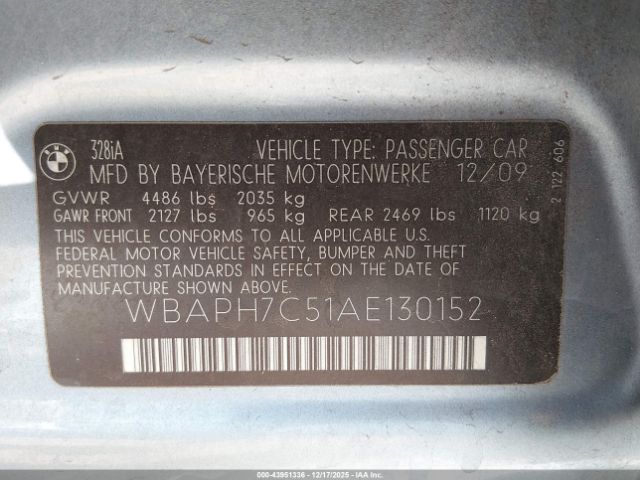 BMW
328iA VEHICLE TYPE: PASSENGER CAR
MFD BY BAYERISCHE MOTORENWERKE 12/09
GVWR 4486 lbs 2035 kg
GAWR FRONT 2127 lbs 965 kg REAR 2469 lbs 1120 kg
THIS VEHICLE CONFORMS TO ALL APPLICABLE U.S.
FEDERAL MOTOR VEHICLE SAFETY, BUMPER AND THEFT
PREVENTION STANDARDS IN EFFECT ON THE DATE OF
MANUFACTURE SHOWN ABOVE.
WBAPH7C51AE130152
2 122 606
000-43951336 - 12/17/2025 - IAA Inc. Copyright